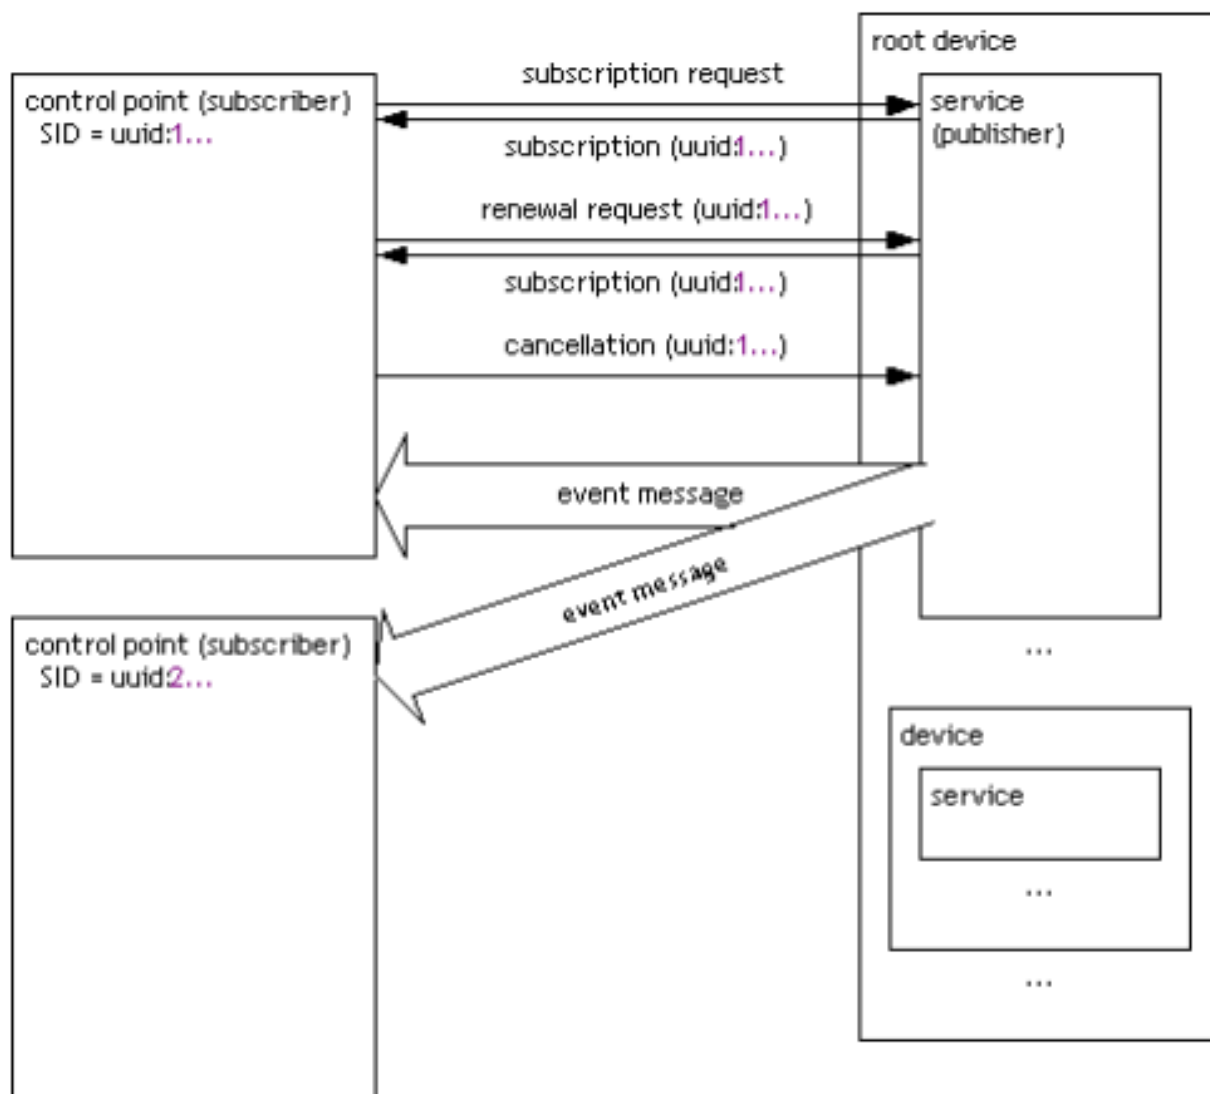 root device
subscription request
control point (subscriber)
SID = uuid:1...
service
(publisher)
subscription (uuid:1...)
renewal request (uuid:1...)
subscription (uuid:1...)
cancellation (uuid:1...)
event message
event message
control point (subscriber)
SID = uuid:2...
...
device
service
...
...